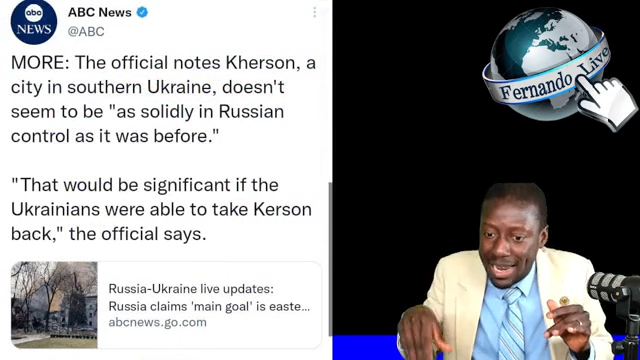 abc
NEWS
ABC News
@ABC
MORE: The official notes Kherson, a
city in southern Ukraine, doesn't
seem to be "as solidly in Russian
control as it was before."
"That would be significant if the
Ukrainians were able to take Kerson
back," the official says.
Russia-Ukraine live updates:
Russia claims 'main goal' is easte...
abcnews.go.com
Fernando Live